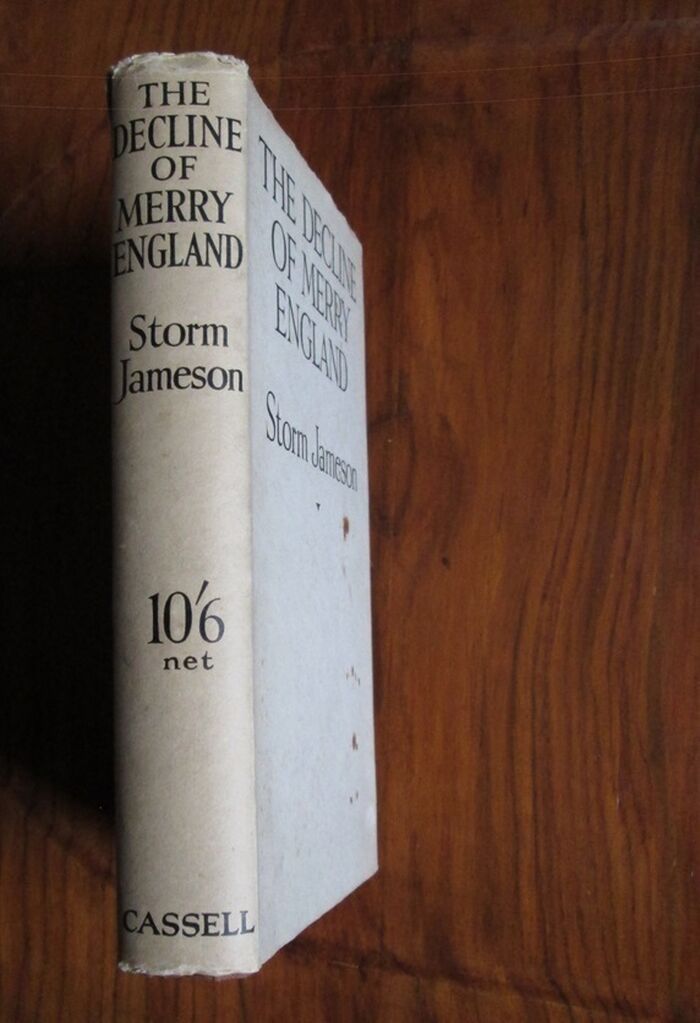 THE
DECLINE
OF
MERRY
ENGLAND
Storm
Jameson
10'6
net
CASSELL
THE DECLINE
OF MERRY
ENGLAND
Storm Jameson